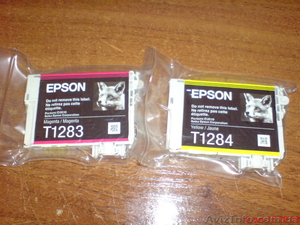 EPSON
Do not remove this label.
Ne retirez pas cette
étiquette.
Magenta / Magenta
T1283
EPSON
Do not remove this label.
Ne retirez pas cette
étiquette.
Yellow / Jaune
T1284